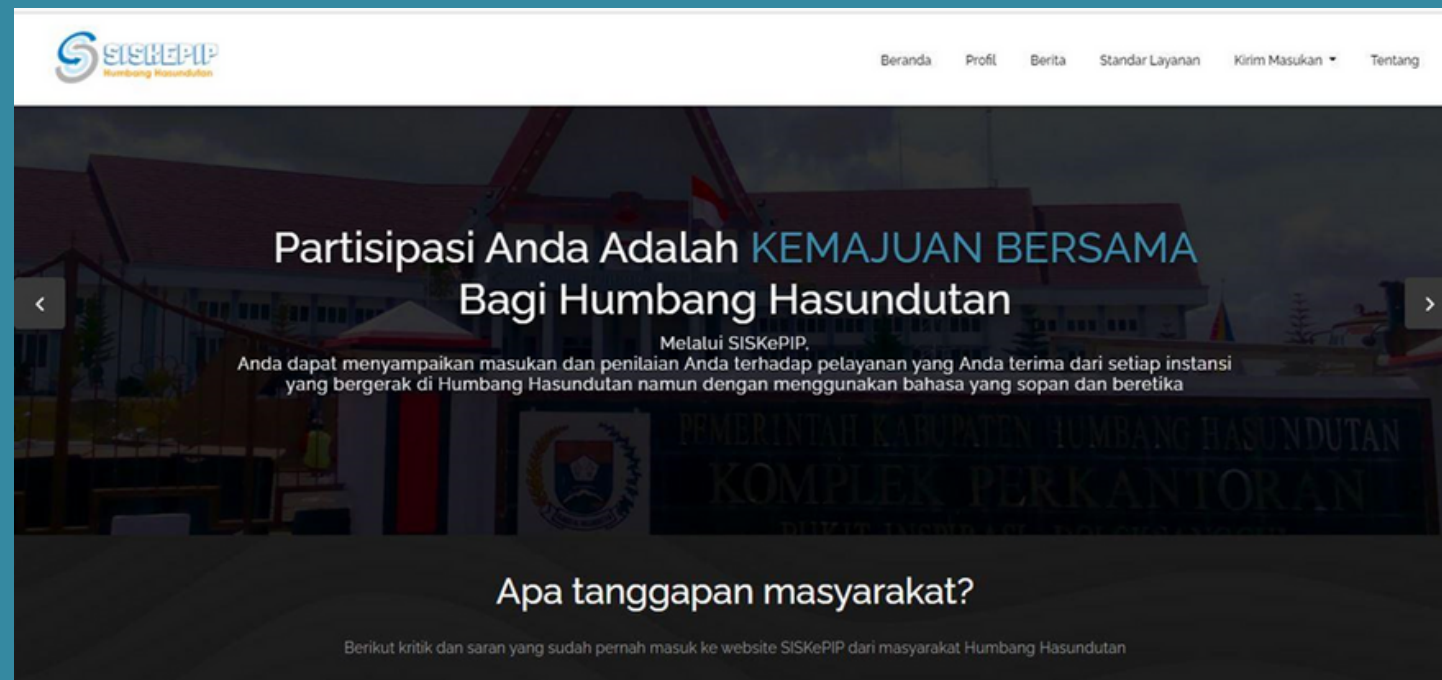 SISKEPIP
Humbang Hasundutan
Beranda Profil Berita Standar Layanan Kirim Masukan Tentang
Partisipasi Anda Adalah KEMAJUAN BERSAMA
Bagi Humbang Hasundutan
Melalui SISKePIP,
Anda dapat menyampaikan masukan dan penilaian Anda terhadap pelayanan yang Anda terima dari setiap instansi
yang bergerak di Humbang Hasundutan namun dengan menggunakan bahasa yang sopan dan beretika
PEMERINTAH KABUPATEN HUMBANG HASUNDUTAN
KOMPLEK PERKANTORAN
Apa tanggapan masyarakat?
Berikut kritik dan saran yang sudah pernah masuk ke website SISKePIP dari masyarakat Humbang Hasundutan